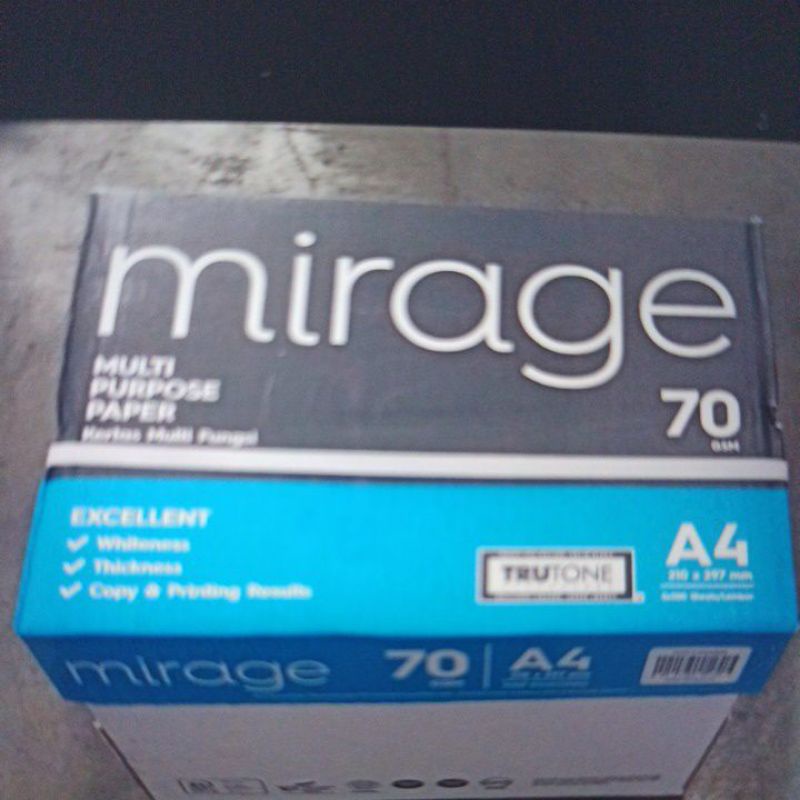 mirage
MULTI
PURPOSE
PAPER
Kertas Multi Fungsi
70
GSM
EXCELLENT
Whiteness
Thickness
Copy & Printing Results
TRUTONE
A4
210 x 297 mm
mirage
70
A4